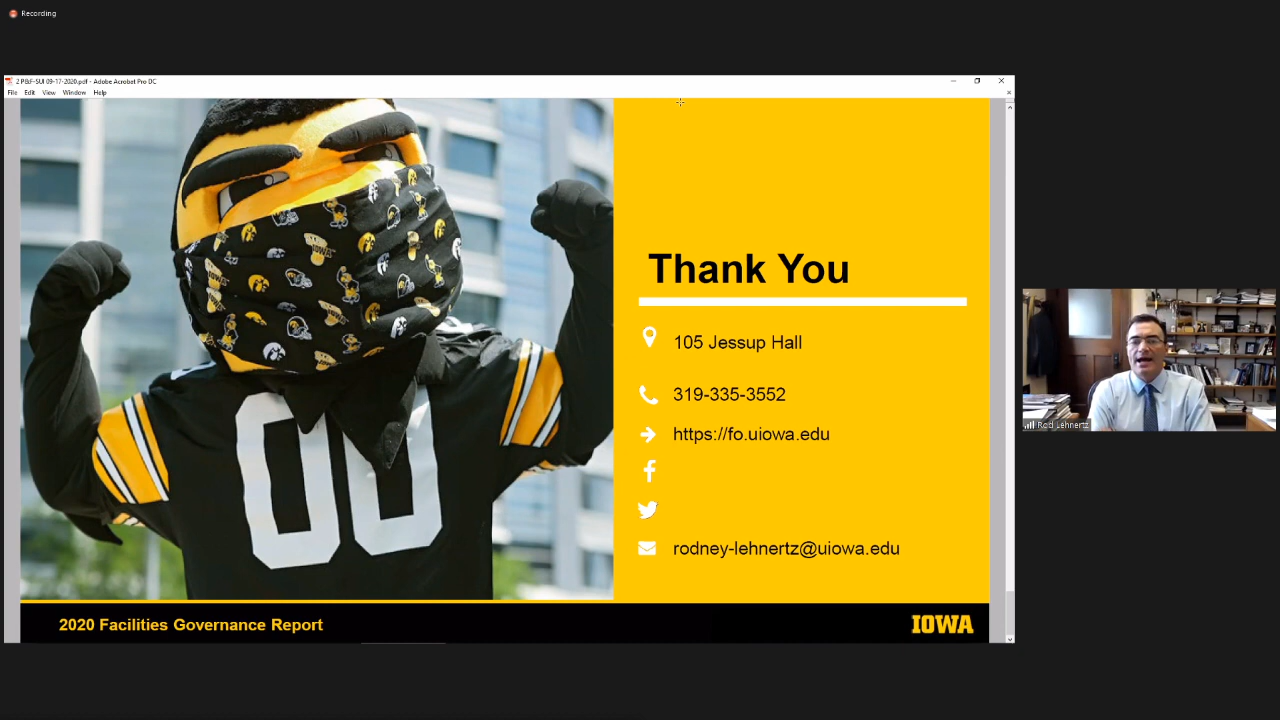 Recording
2 P&F-SUI 09-17-2020.pdf - Adobe Acrobat Pro DC
File Edit View Window Help
00
Thank You
105 Jessup Hall
319-335-3552
https://fo.uiowa.edu
rodney-lehnertz@uiowa.edu
2020 Facilities Governance Report
IOWA
Rod Lehnertz